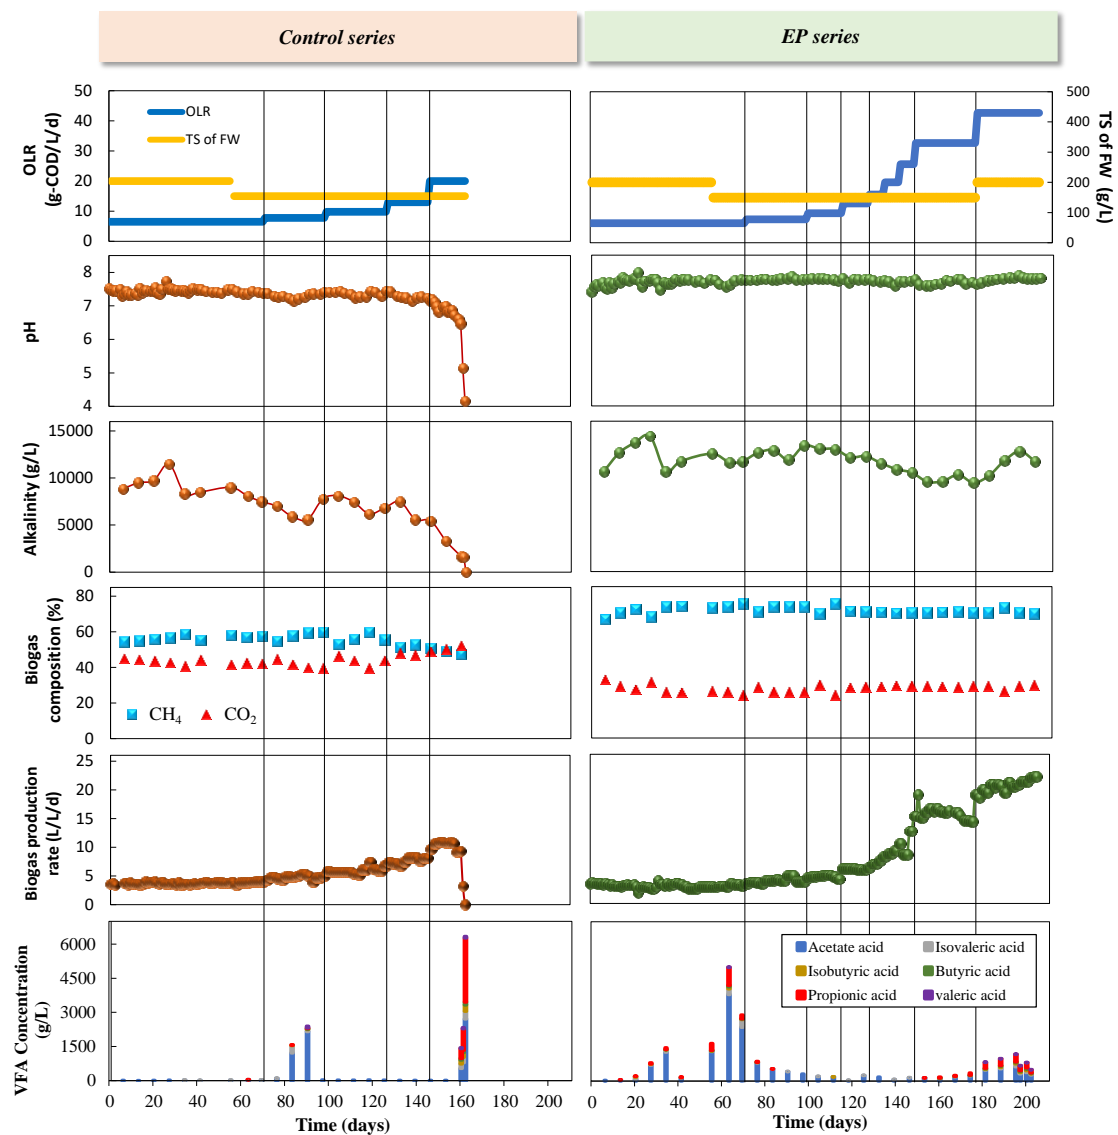 Control series
EP series
OLR
(g-COD/L/d)
50
40
30
20
10
0
OLR
TS of FW
500
400
300
200
100
0
TS of FW (g/L)
pH
8
7
6
5
4
Alkalinity (g/L)
15000
10000
5000
0
Biogas
composition (%)
80
60
40
20
0
CH4
CO2
Biogas production
rate (L/L/d)
25
20
15
10
5
0
VFA Concentration
(g/L)
6000
4500
3000
1500
0
Acetate acid
Isovaleric acid
Isobutyric acid
Butyric acid
Propionic acid
valeric acid
0 20 40 60 80 100 120 140 160 180 200
0 20 40 60 80 100 120 140 160 180 200
Time (days)
Time (days)